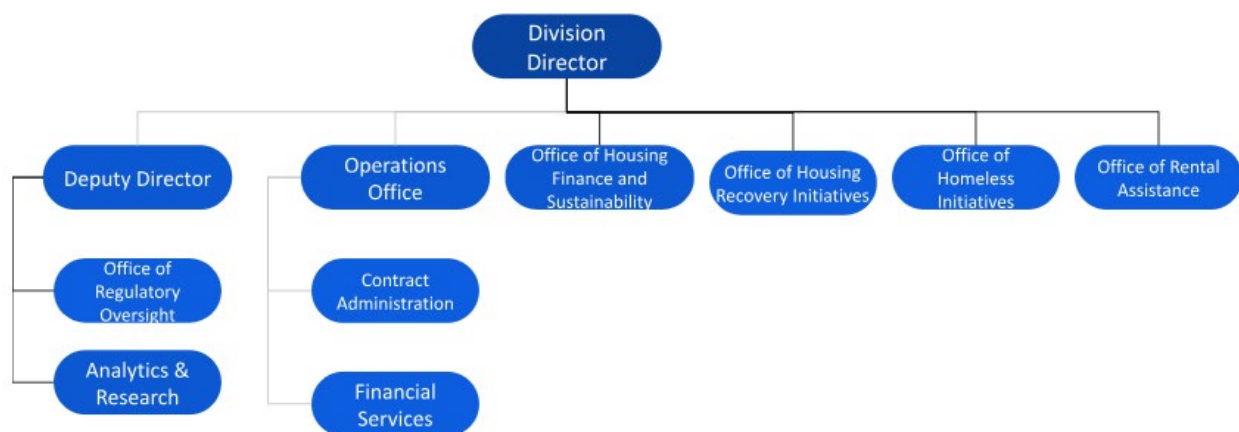 Division
Director
Deputy Director
Operations
Office
Office of Housing
Finance and
Sustainability
Office of Housing
Recovery Initiatives
Office of
Homeless
Initiatives
Office of Rental
Assistance
Office of
Regulatory
Oversight
Contract
Administration
Analytics &
Research
Financial
Services